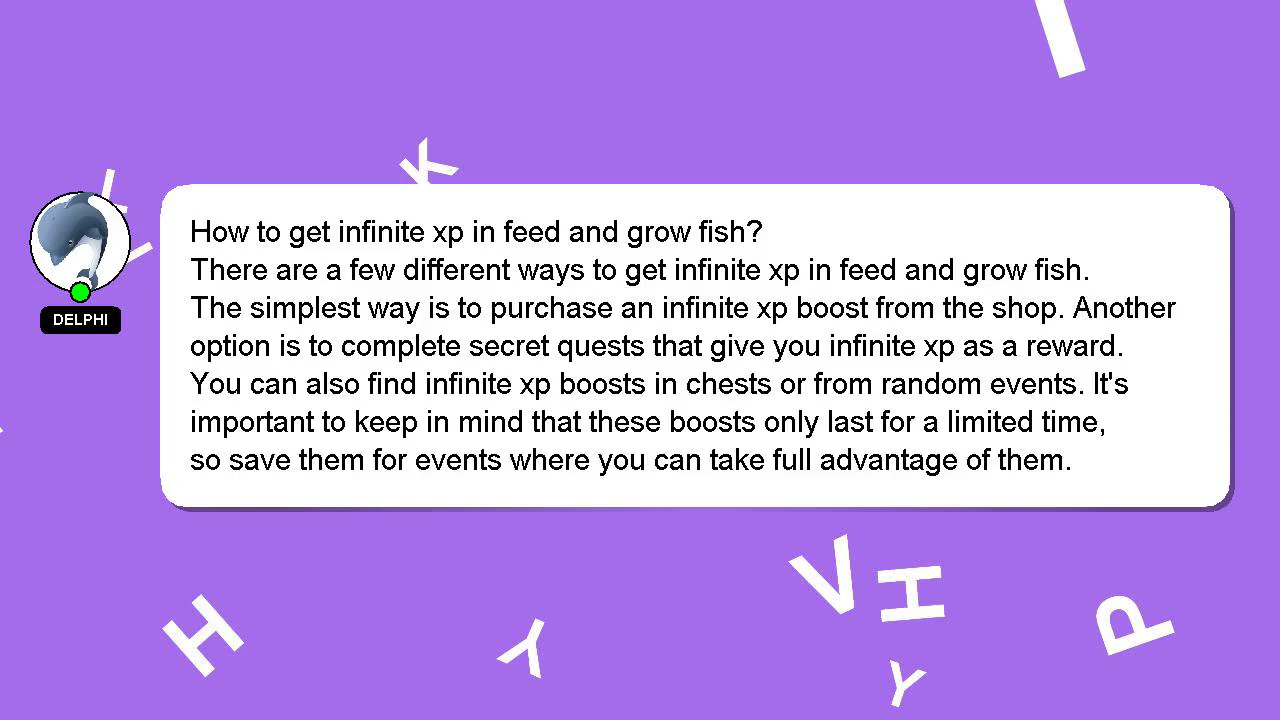 How to get infinite xp in feed and grow fish?
There are a few different ways to get infinite xp in feed and grow fish.
The simplest way is to purchase an infinite xp boost from the shop. Another
option is to complete secret quests that give you infinite xp as a reward.
You can also find infinite xp boosts in chests or from random events. It's
important to keep in mind that these boosts only last for a limited time,
so save them for events where you can take full advantage of them.
DELPHI
K
V
H
P
H
Y
Y